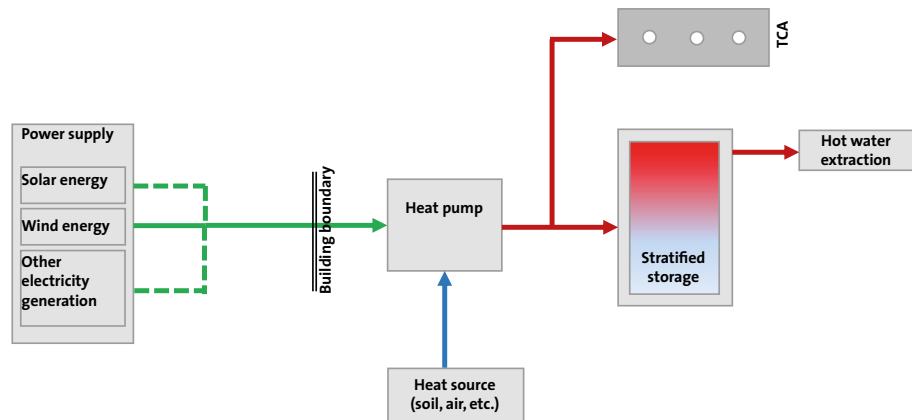 TCA
Power supply
Solar energy
Wind energy
Other
electricity
generation
Building boundary
Heat pump
Stratified
storage
Hot water
extraction
Heat source
(soil, air, etc.)